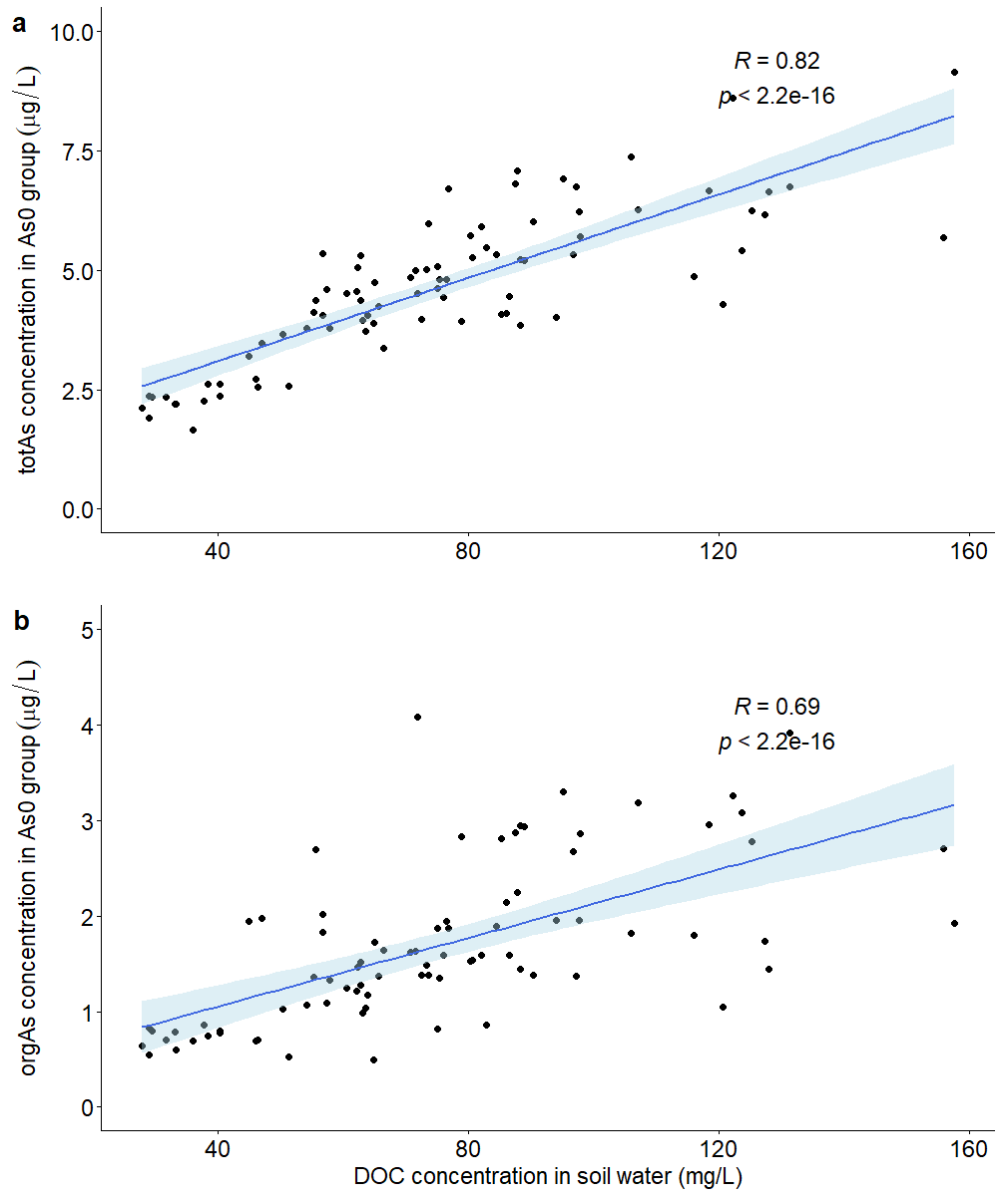 a
totAs concentration in As0 group (μg/L)
10.0
7.5
5.0
2.5
0.0
R = 0.82
p < 2.2e-16
40 80 120 160
b
orgAs concentration in As0 group (μg/L)
5
4
3
2
1
0
R = 0.69
p < 2.2e-16
40 80 120 160
DOC concentration in soil water (mg/L)